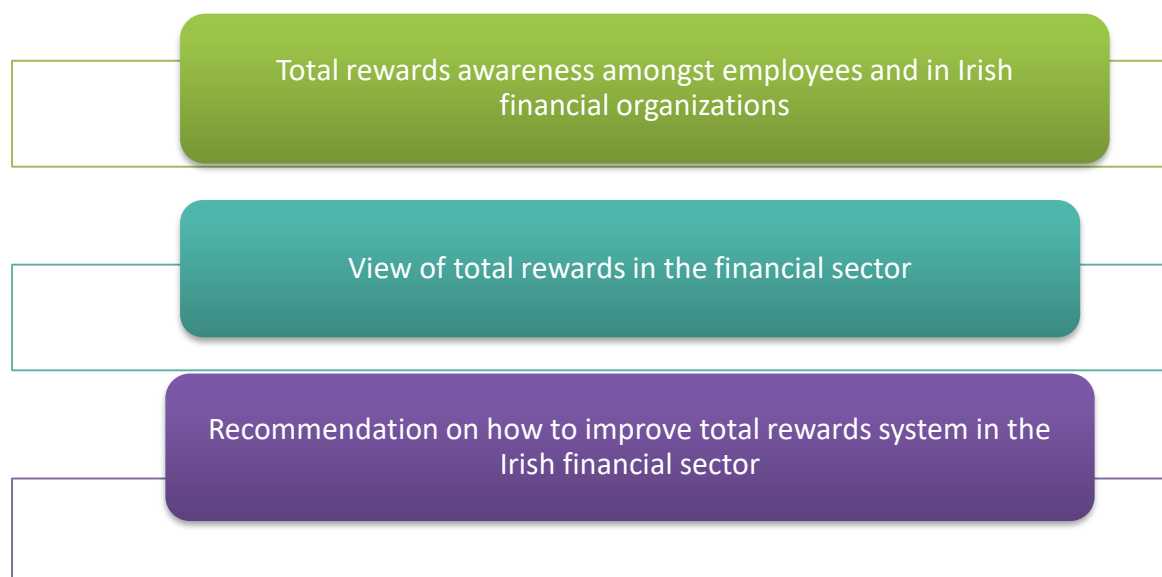 Total rewards awareness amongst employees and in Irish
financial organizations
View of total rewards in the financial sector
Recommendation on how to improve total rewards system in the
Irish financial sector